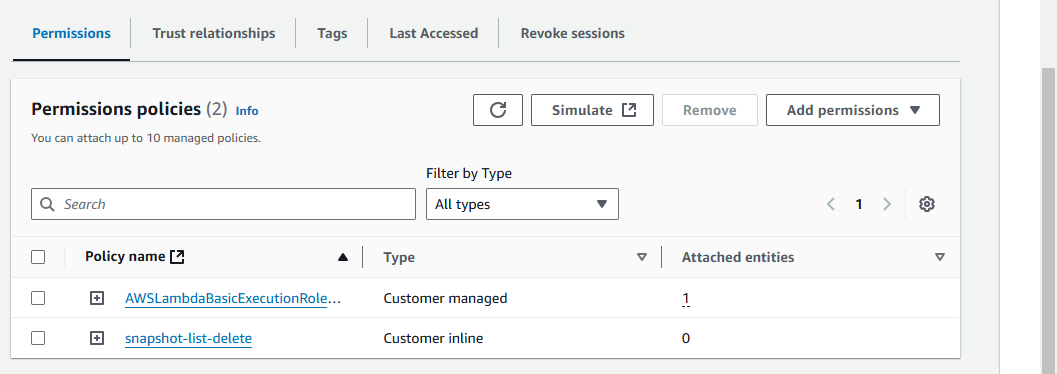 Permissions Trust relationships Tags Last Accessed Revoke sessions
Permissions policies (2) Info Simulate Remove Add permissions
You can attach up to 10 managed policies.
Filter by Type
Search All types 1
Policy name Type Attached entities
AWSLambdaBasicExecutionRole... Customer managed 1
snapshot-list-delete Customer inline 0